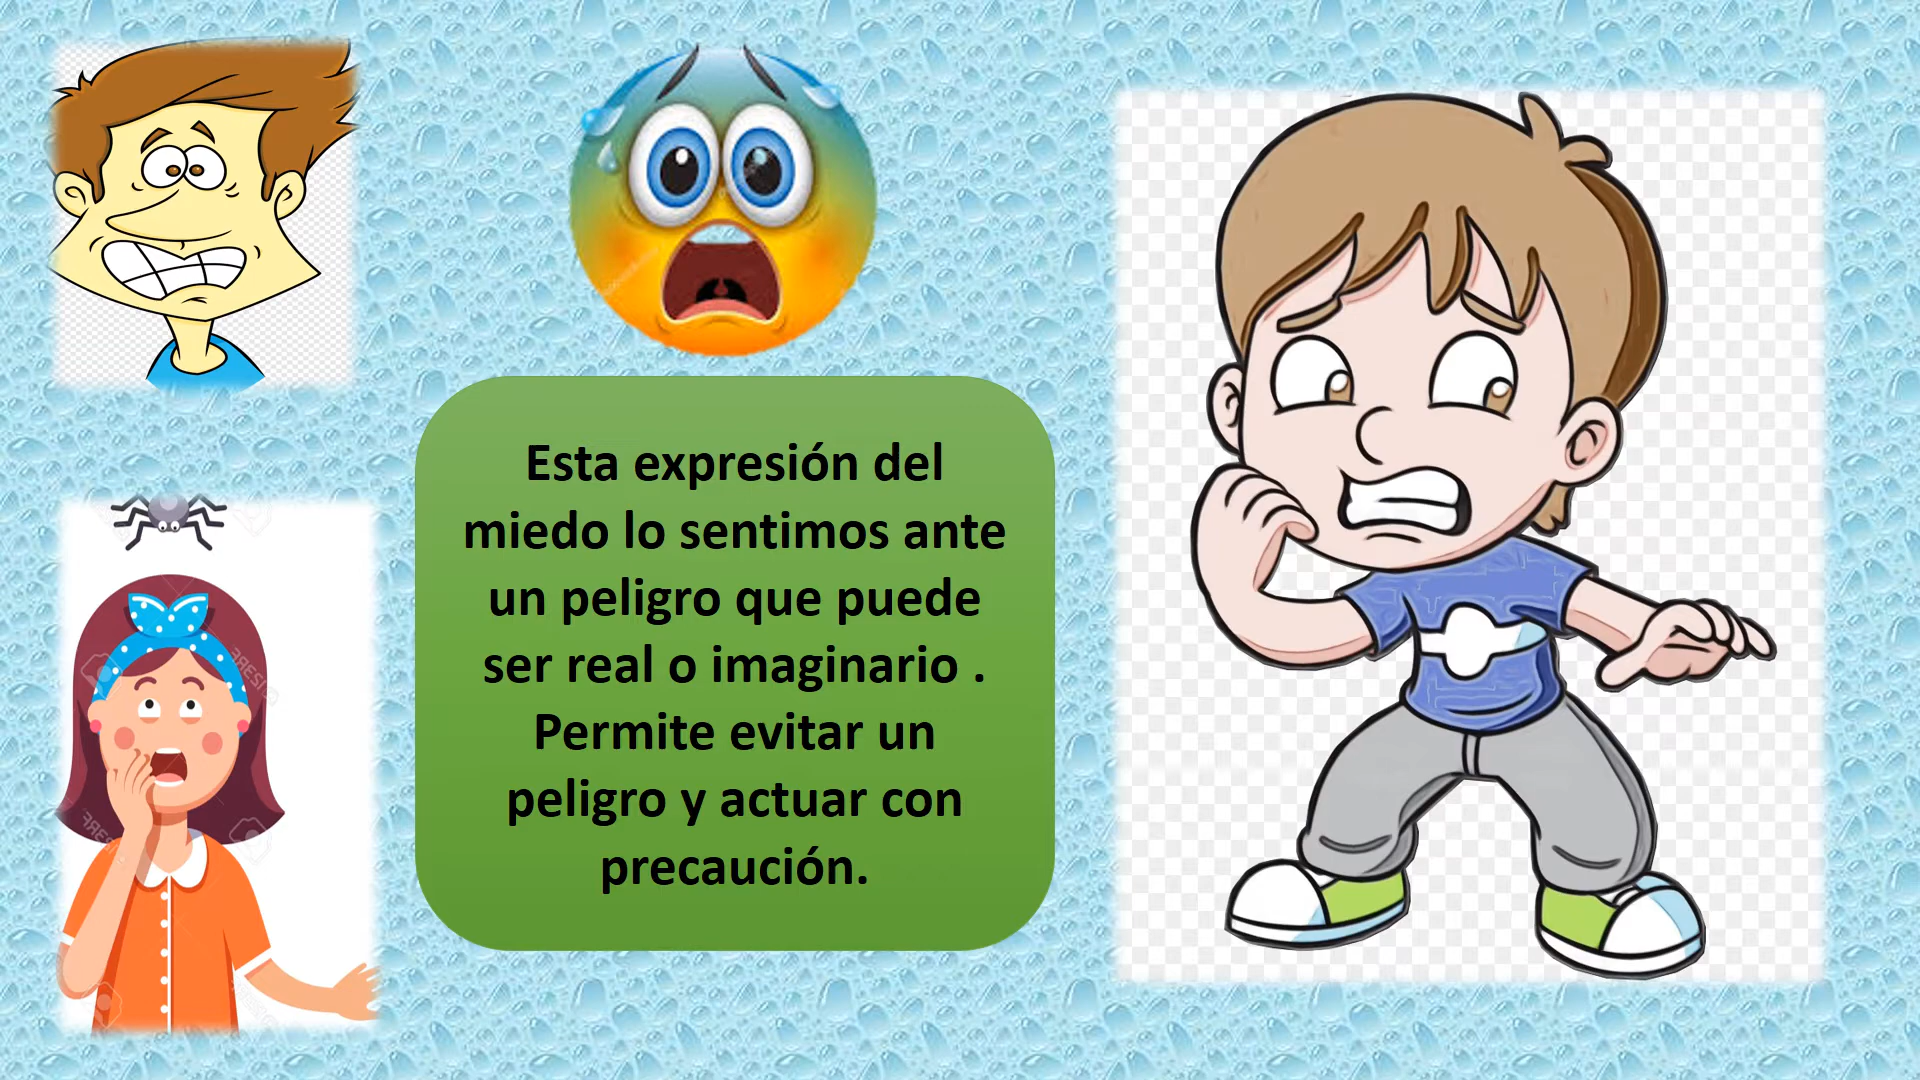 Esta expresión del
miedo lo sentimos ante
un peligro que puede
ser real o imaginario .
Permite evitar un
peligro y actuar con
precaución.